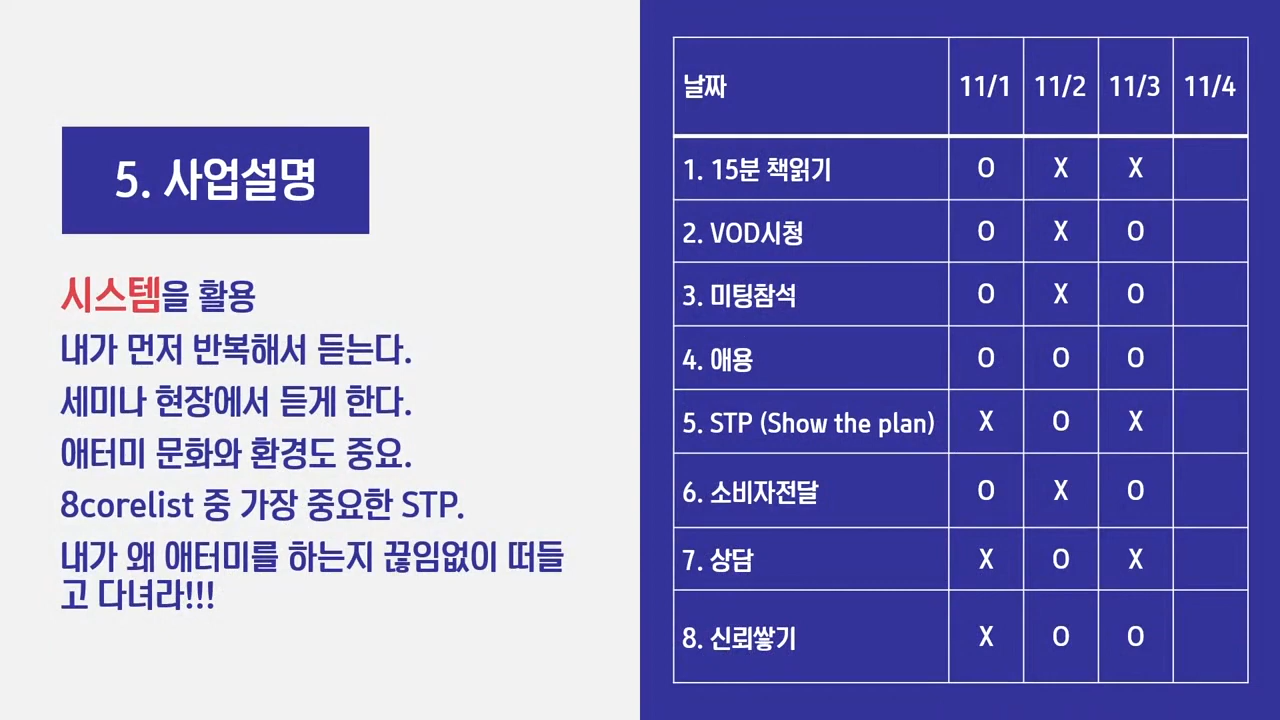 5. 사업설명
시스템을 활용
내가 먼저 반복해서 듣는다.
세미나 현장에서 듣게 한다.
애터미 문화와 환경도 중요.
8corelist 중 가장 중요한 STP.
내가 왜 애터미를 하는지 끊임없이 떠들
고 다녀라!!!
날짜 11/1 11/2 11/3 11/4
1. 15분 책읽기 O X X
2. VOD시청 O X O
3. 미팅참석 O X O
4. 애용 O O O
5. STP (Show the plan) X O X
6. 소비자전달 O X O
7. 상담 X O X
8. 신뢰쌓기 X O O